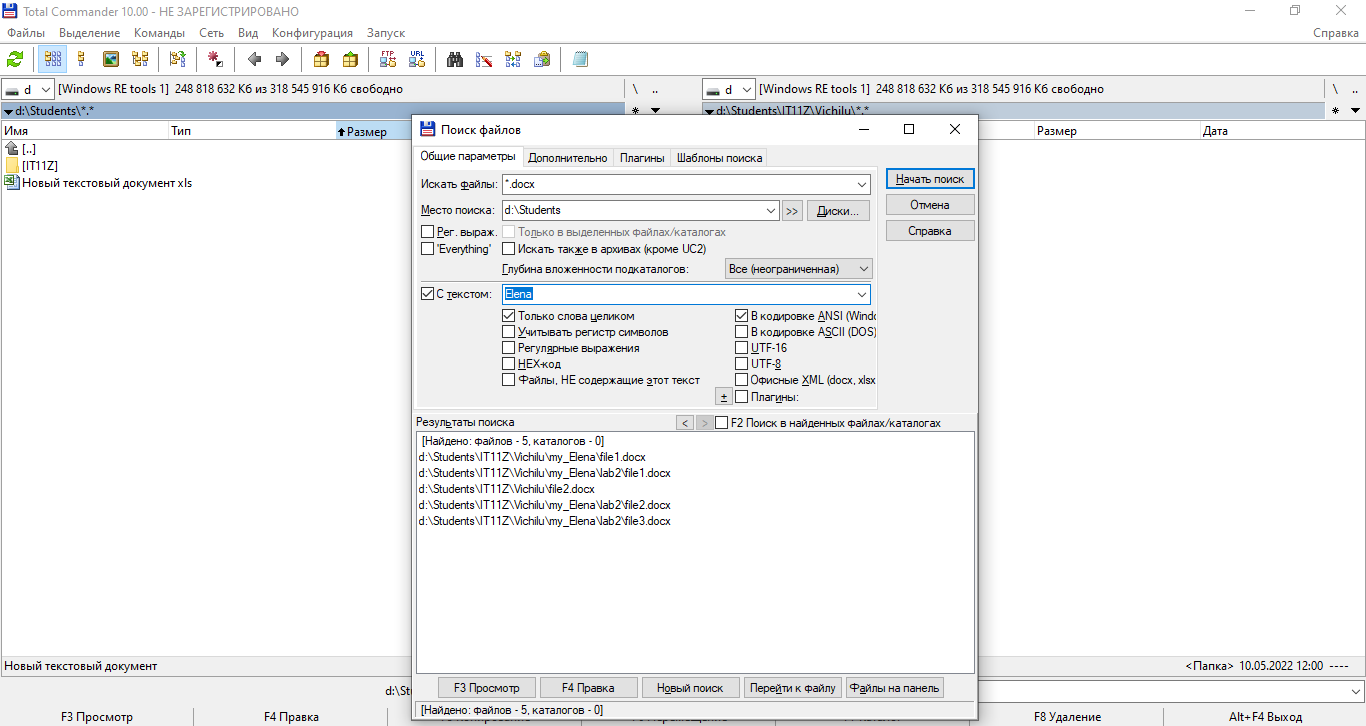 Total Commander 10.00 - НЕ ЗАРЕГИСТРИРОВАНО
Файлы Выделение Команды Сеть Вид Конфигурация Запуск Справка
FTP URL
d [Windows RE tools 1] 248 818 632 Кб из 318 545 916 Кб свободно \ ..
d [Windows RE tools 1] 248 818 632 Кб из 318 545 916 Кб свободно \ ..
d:\Students\*.* *
d:\Students\IT11Z\Vichilu\*.* *
Имя Тип Размер
Размер Дата
[..]
[IT11Z]
Новый текстовый документ xls
Поиск файлов
Общие параметры Дополнительно Плагины Шаблоны поиска
Искать файлы: *.docx
Начать поиск
Место поиска: d:\Students >> Диски...
Отмена
Рег. выраж. Только в выделенных файлах/каталогах
Справка
'Everything' Искать также в архивах (кроме UC2)
Глубина вложенности подкаталогов: Все (неограниченная)
С текстом: Elena
Только слова целиком В кодировке ANSI (Windo
Учитывать регистр символов В кодировке ASCII (DOS)
Регулярные выражения UTF-16
HEX-код UTF-8
Файлы, НЕ содержащие этот текст Офисные XML (docx, xlsx
± Плагины:
Результаты поиска < > F2 Поиск в найденных файлах/каталогах
[Найдено: файлов - 5, каталогов - 0]
d:\Students\IT11Z\Vichilu\my_Elena\file1.docx
d:\Students\IT11Z\Vichilu\my_Elena\lab2\file1.docx
d:\Students\IT11Z\Vichilu\file2.docx
d:\Students\IT11Z\Vichilu\my_Elena\lab2\file2.docx
d:\Students\IT11Z\Vichilu\my_Elena\lab2\file3.docx
Новый текстовый документ
<Папка> 10.05.2022 12:00 ----
d:\St
F3 Просмотр F4 Правка Новый поиск Перейти к файлу Файлы на панель
[Найдено: файлов - 5, каталогов - 0]
F3 Просмотр F4 Правка F8 Удаление Alt+F4 Выход